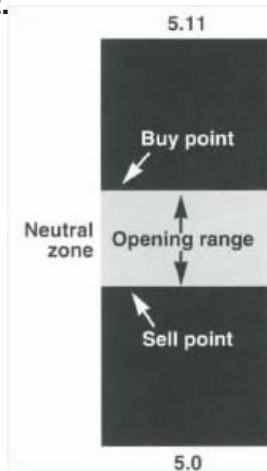 5.11
Buy point
Neutral
zone
Opening range
Sell point
5.0